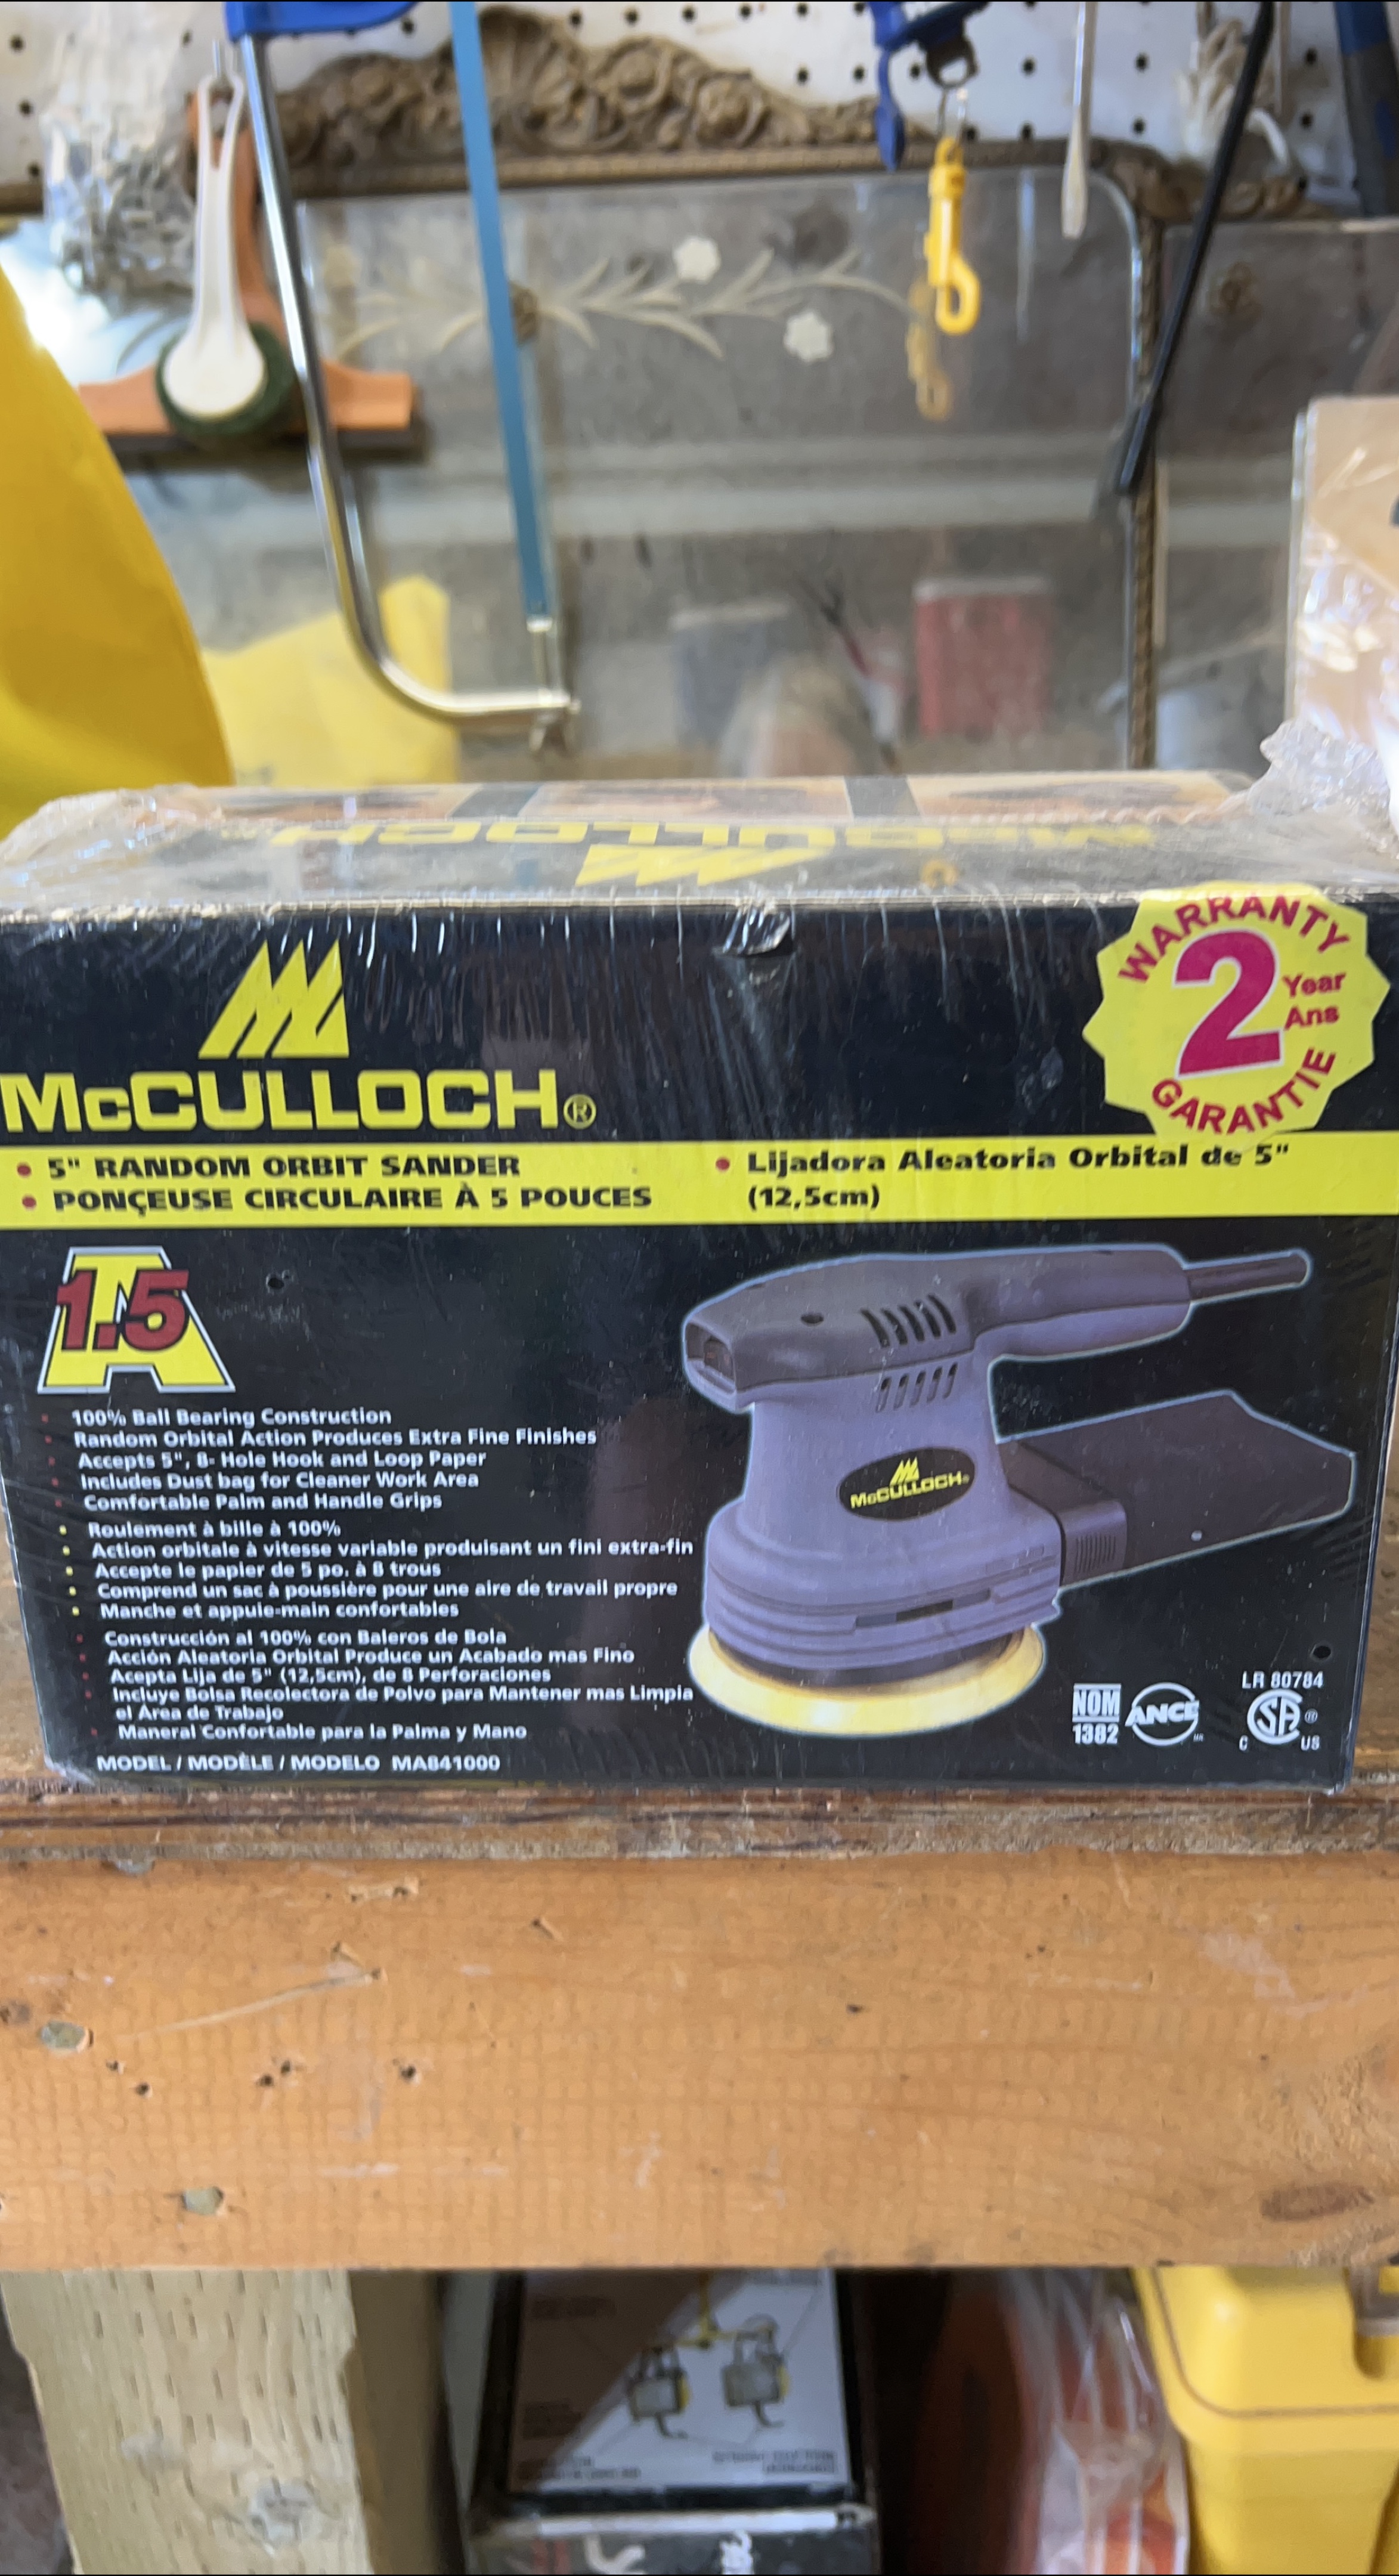 McCULLOCH
McCULLOCH®
WARRANTY
2
Year
Ans
GARANTIE
• 5" RANDOM ORBIT SANDER
• PONÇEUSE CIRCULAIRE À 5 POUCES
• Lijadora Aleatoria Orbital de 5"
(12,5cm)
1.5
A
100% Ball Bearing Construction
Random Orbital Action Produces Extra Fine Finishes
Accepts 5", 8- Hole Hook and Loop Paper
Includes Dust bag for Cleaner Work Area
Comfortable Palm and Handle Grips
Roulement à bille à 100%
Action orbitale à vitesse variable produisant un fini extra-fin
Accepte le papier de 5 po. à 8 trous
Comprend un sac à poussière pour une aire de travail propre
Manche et appuie-main confortables
Construcción al 100% con Baleros de Bola
Acción Aleatoria Orbital Produce un Acabado mas Fino
Acepta Lija de 5" (12,5cm), de 8 Perforaciones
Incluye Bolsa Recolectora de Polvo para Mantener mas Limpia
el Area de Trabajo
Maneral Confortable para la Palma y Mano
MODEL / MODÈLE / MODELO MA841000
McCULLOCH®
NOM
1382
ANCE
LR 80784
C SA ® US